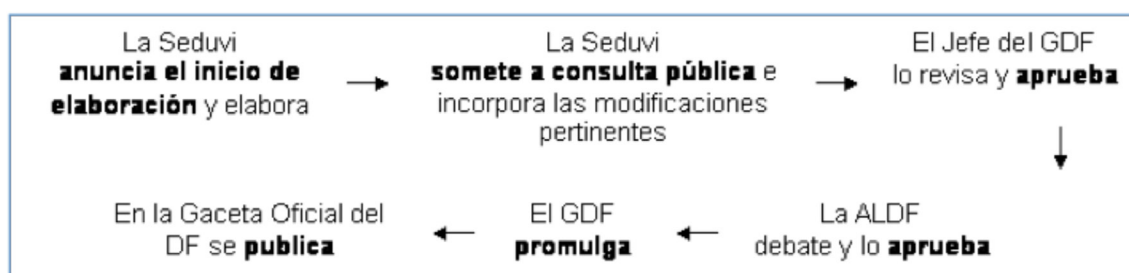 La Seduvi
anuncia el inicio de
elaboración y elabora
La Seduvi
somete a consulta pública e
incorpora las modificaciones
pertinentes
El Jefe del GDF
lo revisa y aprueba
La ALDF
debate y lo aprueba
El GDF
promulga
En la Gaceta Oficial del
DF se publica